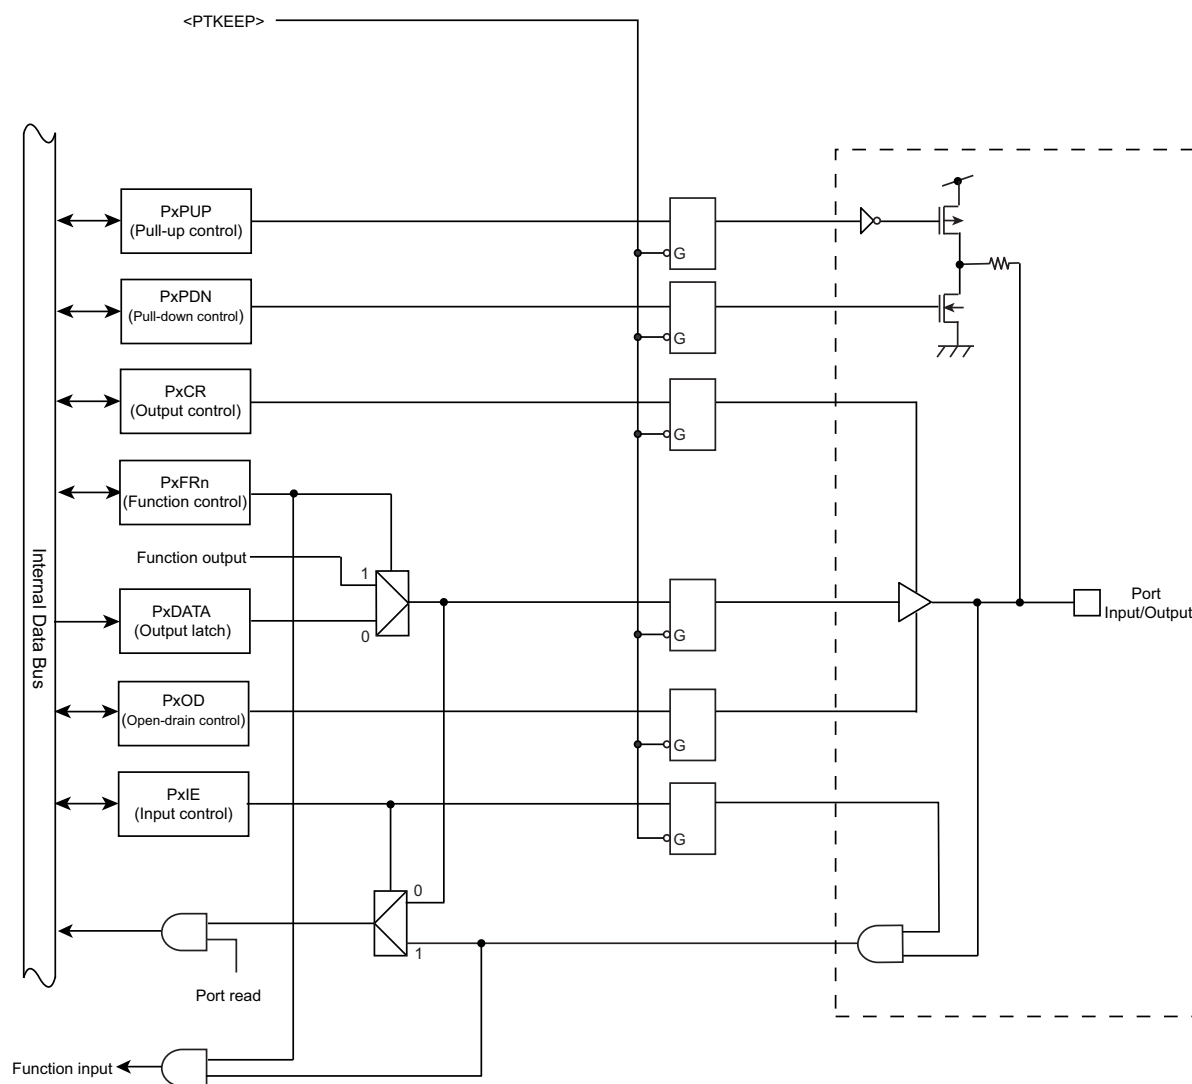 <PTKEEP>
PxPUP
(Pull-up control)
G
PxPDN
(Pull-down control)
G
PxCR
(Output control)
G
PxFRn
(Function control)
Function output
1
PxDATA
(Output latch)
0
G
Port
Input/Output
Internal Data Bus
PxOD
(Open-drain control)
G
PxIE
(Input control)
G
0
1
Port read
Function input